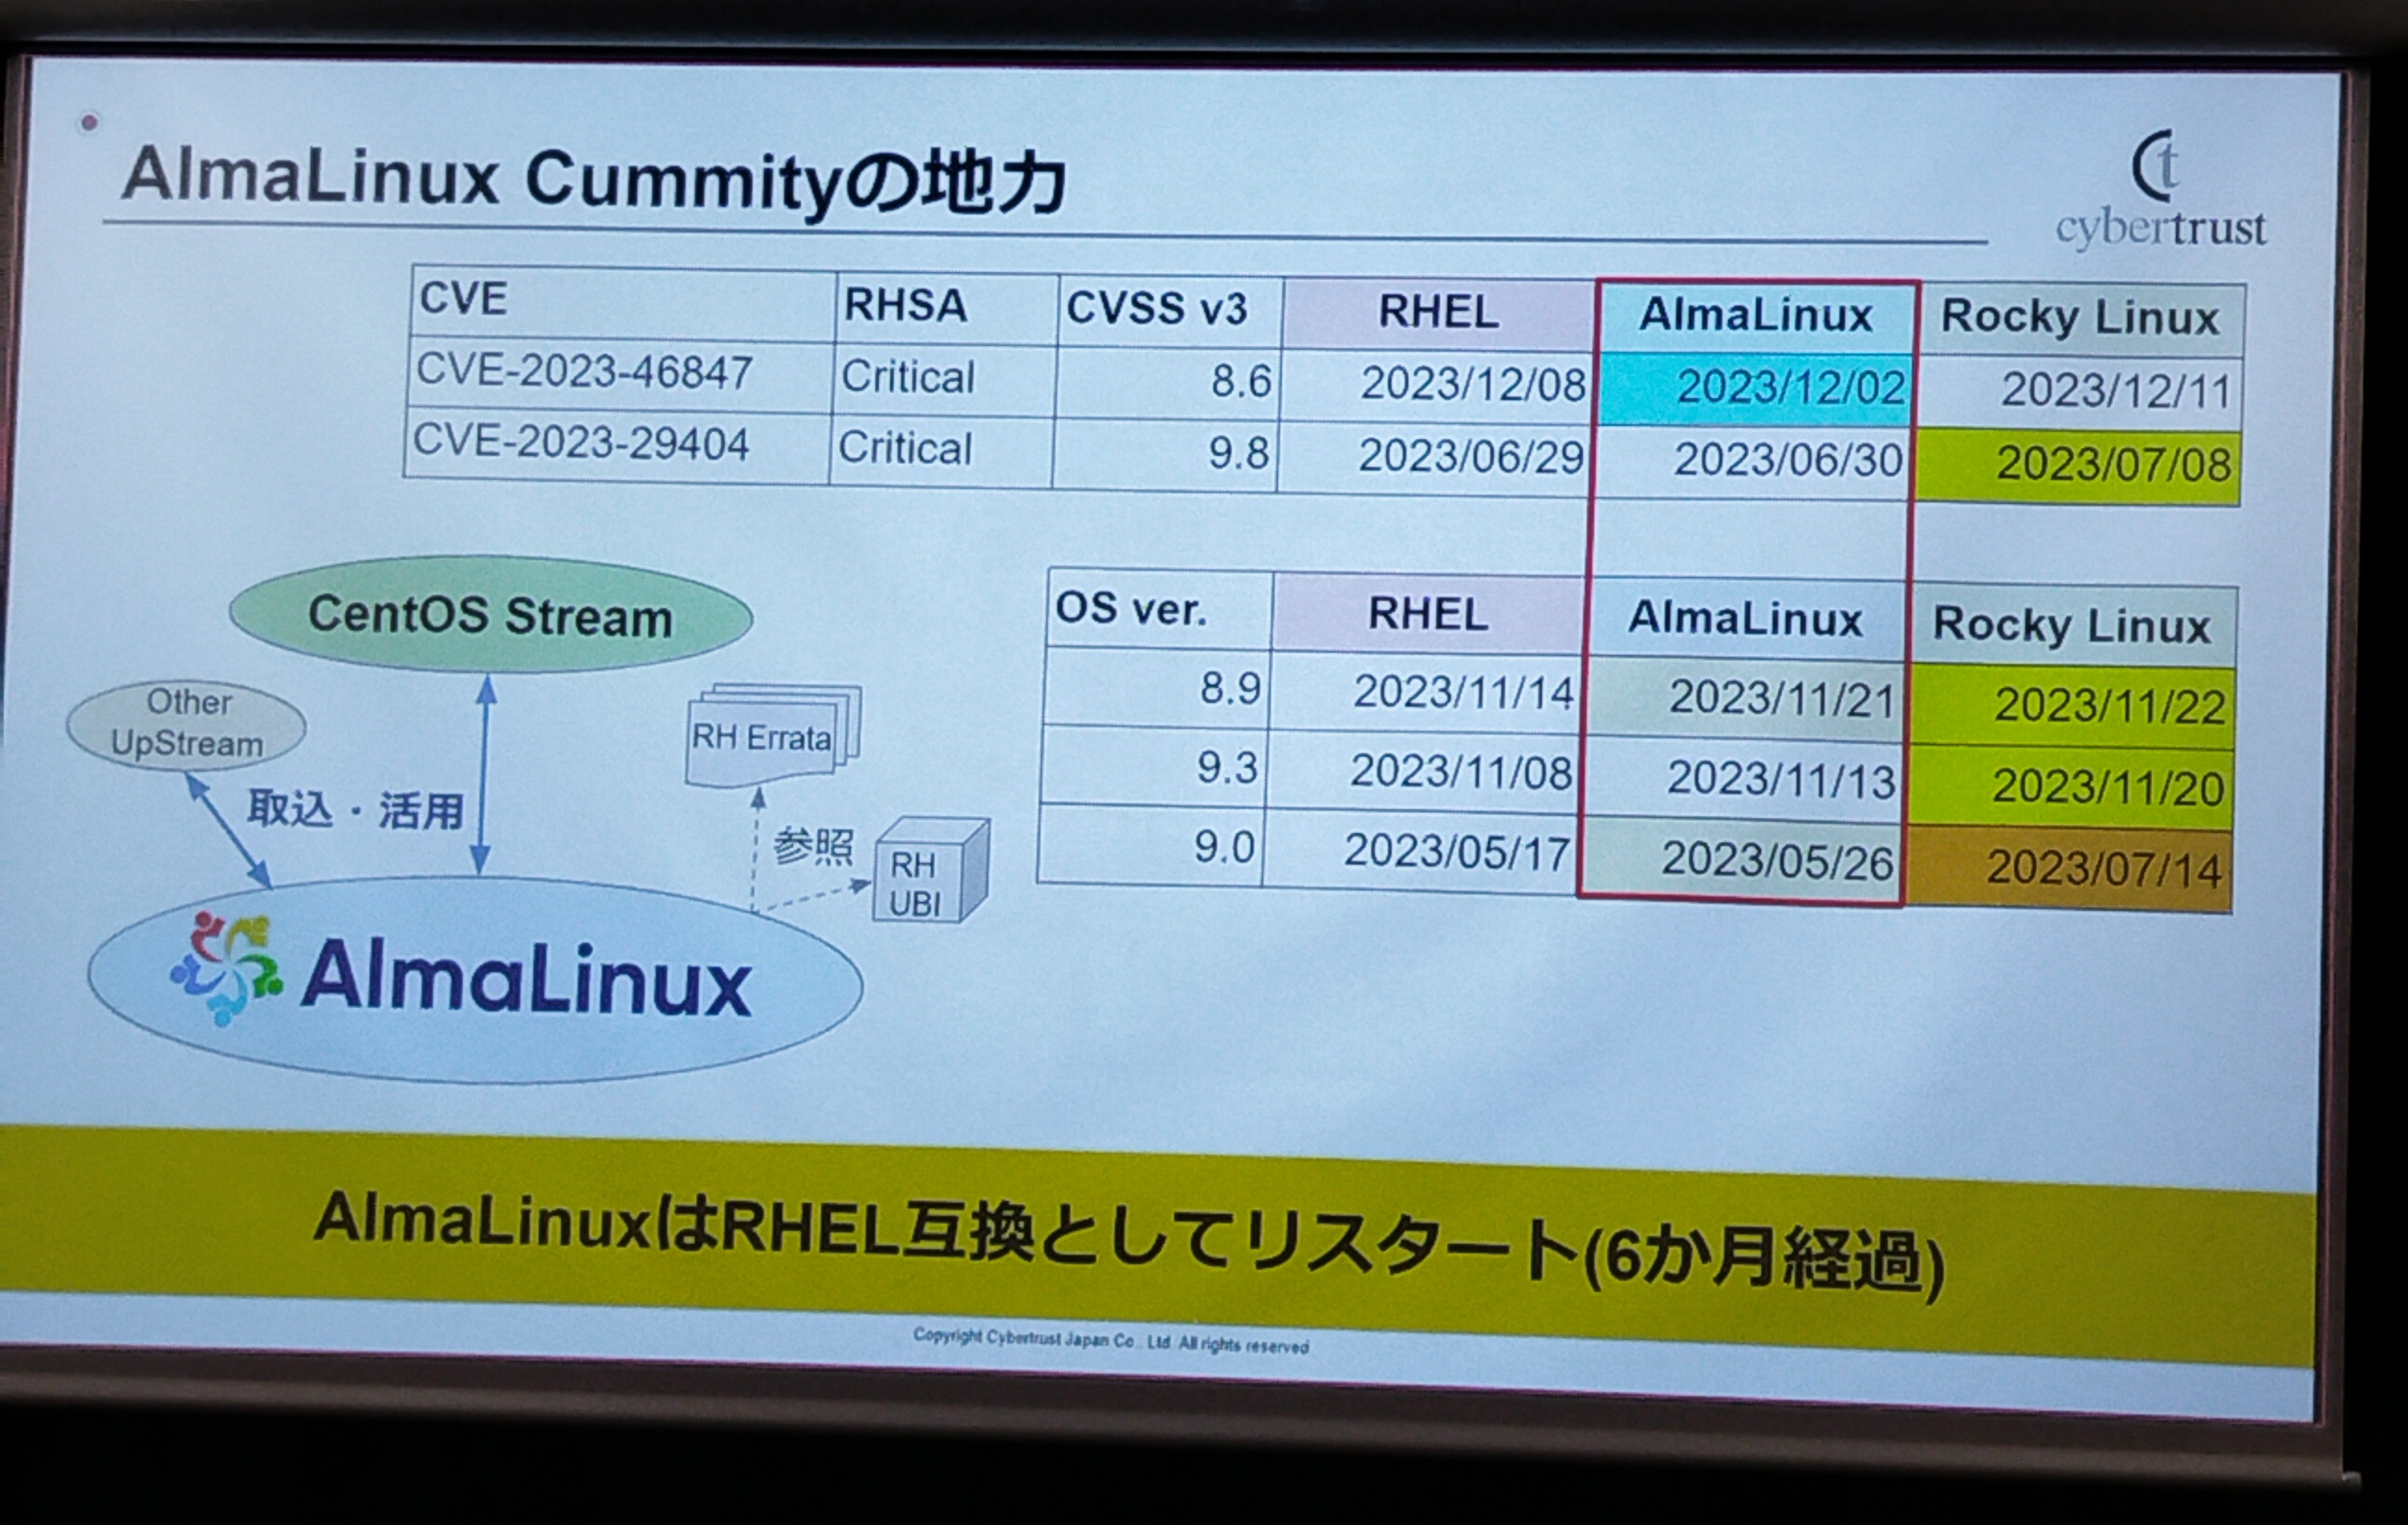 AlmaLinux Cummityの地力
cybertrust
CVE RHSA CVSS v3 RHEL AlmaLinux Rocky Linux
CVE-2023-46847 Critical 8.6 2023/12/08 2023/12/02 2023/12/11
CVE-2023-29404 Critical 9.8 2023/06/29 2023/06/30 2023/07/08
OS ver. RHEL AlmaLinux Rocky Linux
8.9 2023/11/14 2023/11/21 2023/11/22
9.3 2023/11/08 2023/11/13 2023/11/20
9.0 2023/05/17 2023/05/26 2023/07/14
CentOS Stream
Other
UpStream
取込・活用
RH Errata
参照
RH
UBI
AlmaLinux
AlmaLinuxはRHEL互換としてリスタート(6か月経過)
Copyright Cybertrust Japan Co., Ltd. All rights reserved